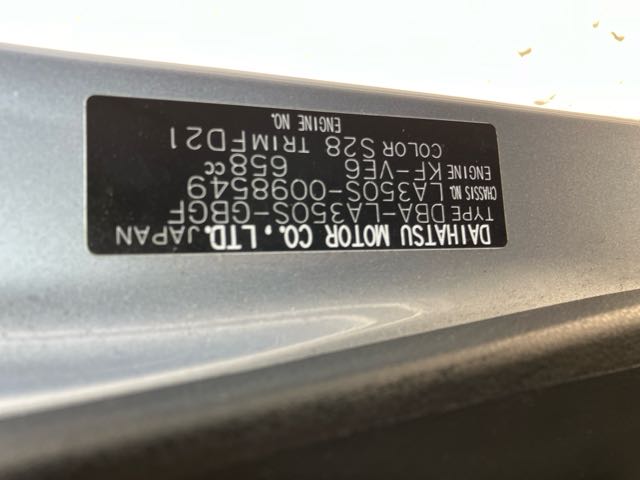 DAIHATSU MOTOR CO., LTD. JAPAN
TYPE DBA-LA350S-GBGF
CHASSIS NO. LA350S-0098549
ENGINE KF-VE6 658cc
COLOR S28 TRIM FD21
ENGINE NO.